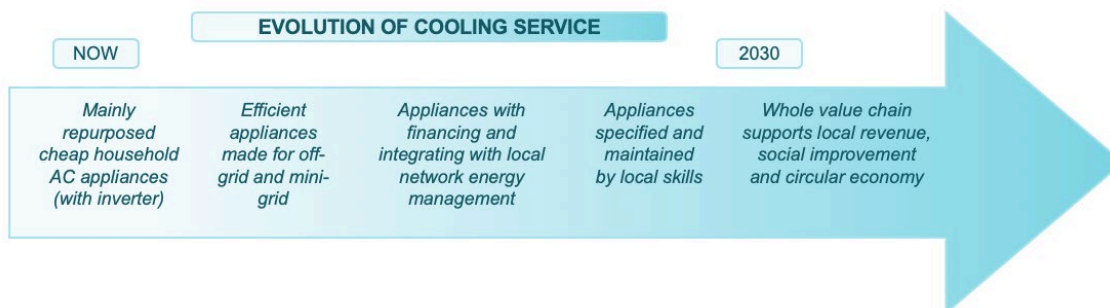 EVOLUTION OF COOLING SERVICE
NOW
2030
Mainly
repurposed
cheap household
AC appliances
(with inverter)
Efficient
appliances
made for off-
grid and mini-
grid
Appliances with
financing and
integrating with local
network energy
management
Appliances
specified and
maintained
by local skills
Whole value chain
supports local revenue,
social improvement
and circular economy